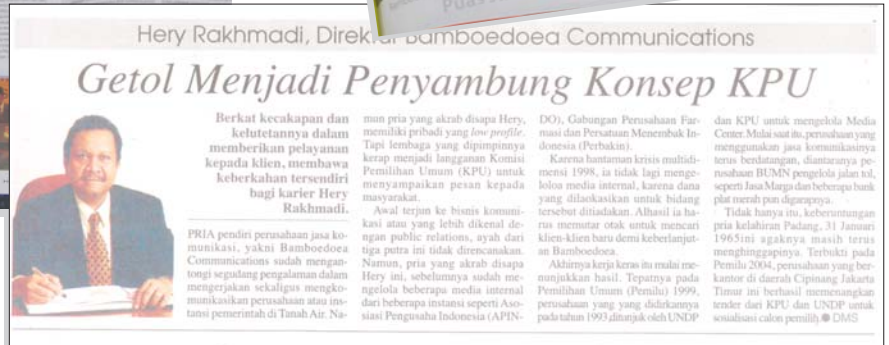 Puas
Hery Rakhmadi, Direktur Bamboedoea Communications
Getol Menjadi Penyambung Konsep KPU
Berkat kecakapan dan
kelutetannya dalam
memberikan pelayanan
kepada klien, membawa
keberkahan tersendiri
bagi karier Hery
Rakhmadi.
PRIA pendiri perusahaan jasa ko-
munikasi, yakni Bamboedoea
Communications sudah mengan-
tongi segudang pengalaman dalam
mengerjakan sekaligus mengko-
munikasikan perusahaan atau ins-
tansi pemerintah di Tanah Air. Na-
mun pria yang akrab disapa Hery,
memiliki pribadi yang low profile.
Tapi lembaga yang dipimpinnya
kerap menjadi langganan Komisi
Pemilihan Umum (KPU) untuk
menyampaikan pesan kepada
masyarakat.
Awal terjun ke bisnis komuni-
kasi atau yang lebih dikenal de-
ngan public relations, ayah dari
tiga putra ini tidak direncanakan.
Namun, pria yang akrab disapa
Hery ini, sebelumnya sudah me-
ngelola beberapa media internal
dari beberapa instansi seperti Aso-
siasi Pengusaha Indonesia (APIN-
DO), Gabungan Perusahaan Far-
masi dan Persatuan Menembak In-
donesia (Perbakin).
Karena hantaman krisis multidi-
mensi 1998, ia tidak lagi menge-
loloa media internal, karena dana
yang dilaokasikan untuk bidang
tersebut ditiadakan. Alhasil ia ha-
rus memutar otak untuk mencari
klien-klien baru demi keberlanjut-
an Bamboedoea.
Akhirnya kerja keras itu mulai me-
nunjukkan hasil. Tepatnya pada
Pemilihan Umum (Pemilu) 1999,
perusahaan yang yang didirkannya
pada tahun 1993 ditunjuk oleh UNDP
dan KPU untuk mengelola Media
Center. Mulai saat itu, perusahaan yang
menggunakan jasa komunikasinya
terus berdatangan, diantaranya pe-
rusahaan BUMN pengelola jalan tol,
seperti Jasa Marga dan beberapa bank
plat merah pun digarapnya.
Tidak hanya itu, keberuntungan
pria kelahiran Padang, 31 Januari
1965ini agaknya masih terus
menghinggapinya. Terbukti pada
Pemilu 2004, perusahaan yang ber-
kantor di daerah Cipinang Jakarta
Timur ini berhasil memenangkan
tender dari KPU dan UNDP untuk
sosialisasi calon pemilih. DMS